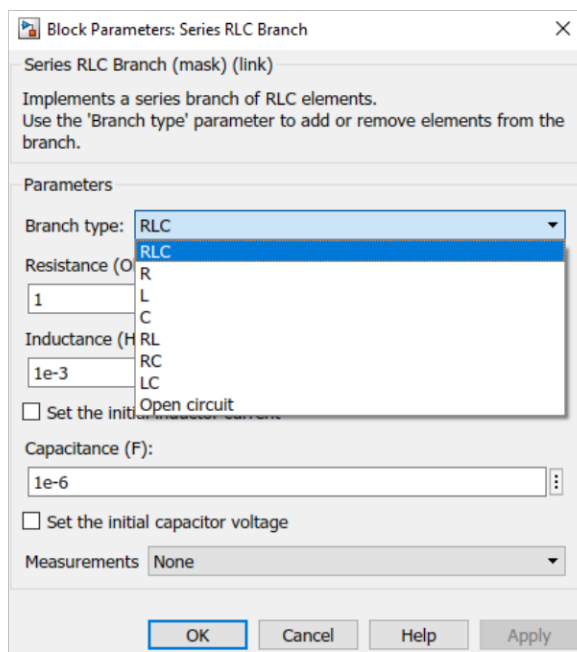 Block Parameters: Series RLC Branch
Series RLC Branch (mask) (link)
Implements a series branch of RLC elements.
Use the 'Branch type' parameter to add or remove elements from the
branch.
Parameters
Branch type: RLC
RLC
Resistance
R
L
1
C
Inductance
RL
RC
1e-3
LC
Open circuit
Set the initial inductor current
Capacitance (F):
1e-6
Set the initial capacitor voltage
Measurements None
OK Cancel Help Apply